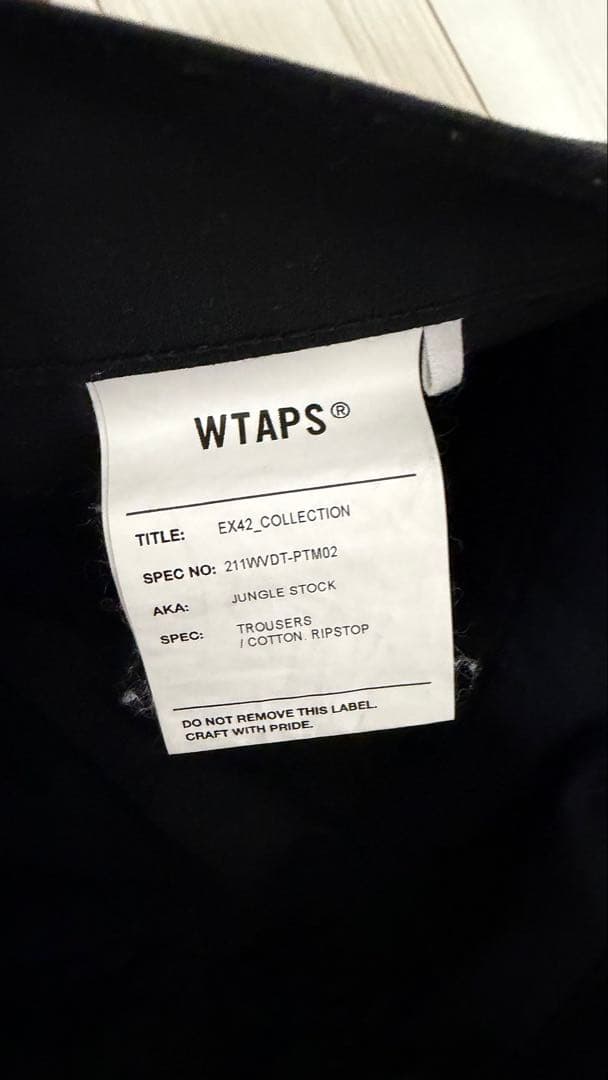 WTAPS®
TITLE: EX42_COLLECTION
SPEC NO: 211WVDT-PTM02
AKA: JUNGLE STOCK
SPEC: TROUSERS
/ COTTON. RIPSTOP
DO NOT REMOVE THIS LABEL.
CRAFT WITH PRIDE.